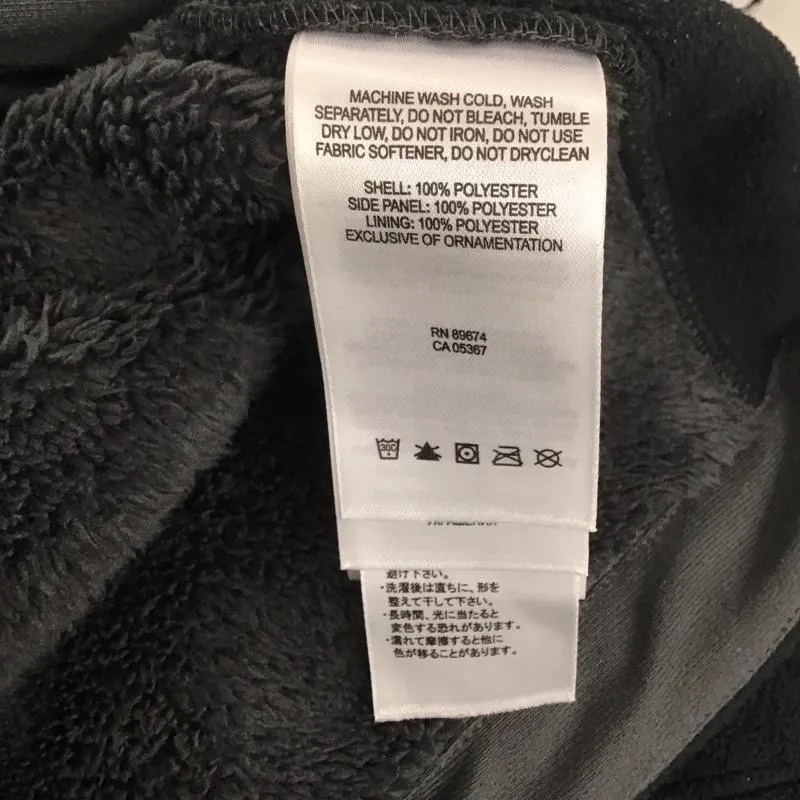 MACHINE WASH COLD, WASH
SEPARATELY, DO NOT BLEACH, TUMBLE
DRY LOW, DO NOT IRON, DO NOT USE
FABRIC SOFTENER, DO NOT DRYCLEAN
SHELL: 100% POLYESTER
SIDE PANEL: 100% POLYESTER
LINING: 100% POLYESTER
EXCLUSIVE OF ORNAMENTATION
RN 89674
CA 05367
30C
避け下さい。
・洗濯後は直ちに、形を
整えて干して下さい。
・長時間、光に当たると
変色する恐れがあります。
・濡れて摩擦すると他に
色が移ることがあります。